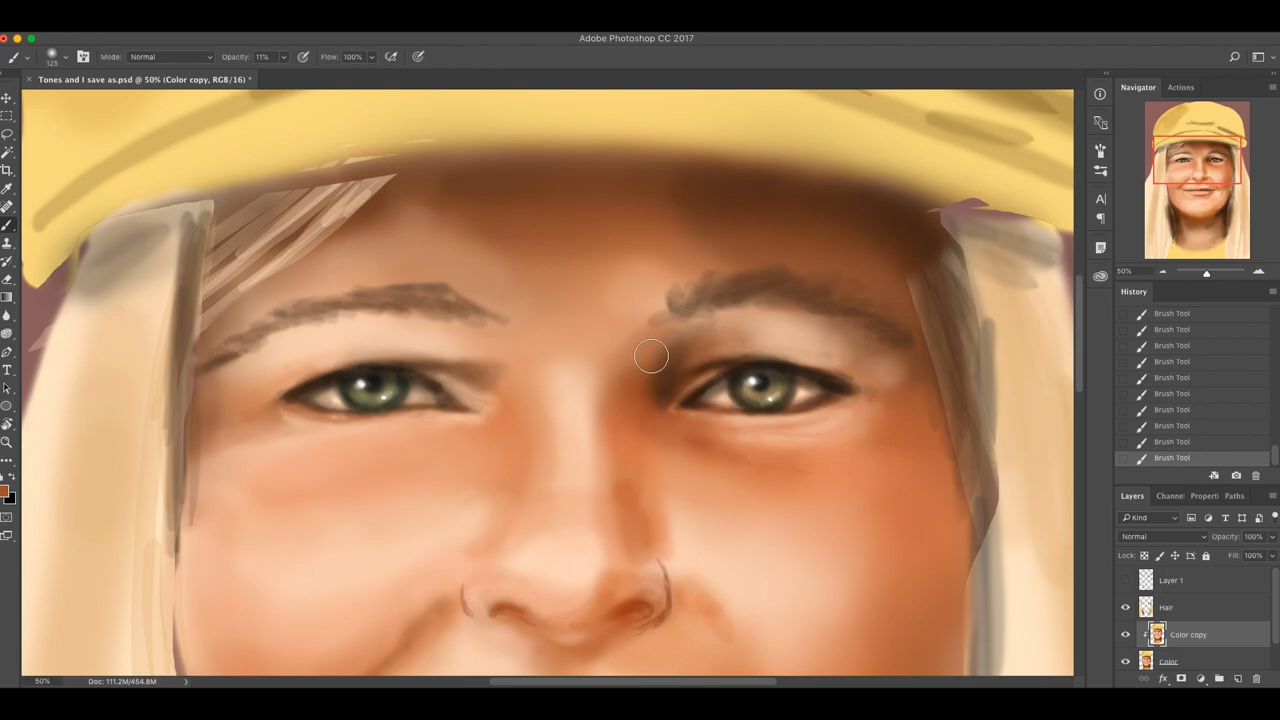 Adobe Photoshop CC 2017
125 Mode: Normal Opacity: 11% Flow: 100%
Tones and I save as.psd @ 50% (Color copy, RGB/16) *
Navigator Actions
50%
History
Brush Tool
Brush Tool
Brush Tool
Brush Tool
Brush Tool
Brush Tool
Brush Tool
Brush Tool
Brush Tool
Brush Tool
Layers Channel Properti Paths
Kind
Normal Opacity: 100%
Lock: Fill: 100%
Layer 1
Hair
Color copy
Color
50% Doc: 111.2M/454.8M